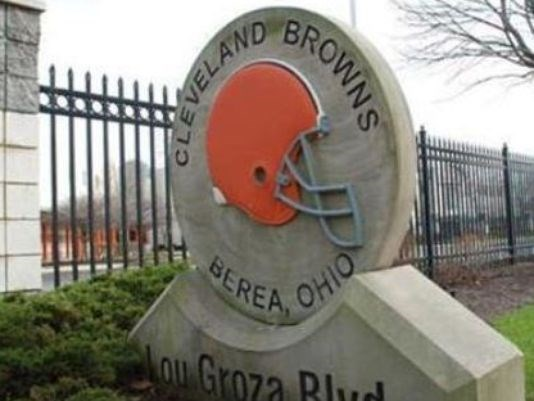 CLEVELAND BROWNS
BEREA, OHIO
Lou Groza Blvd